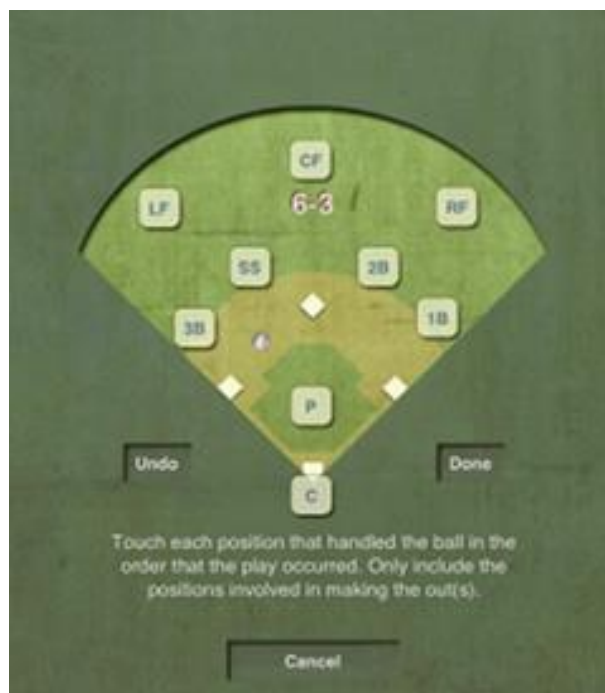 CF
LF
6-3
RF
SS
2B
3B
1B
P
Undo
Done
C
Touch each position that handled the ball in the
order that the play occurred. Only include the
positions involved in making the out(s).
Cancel